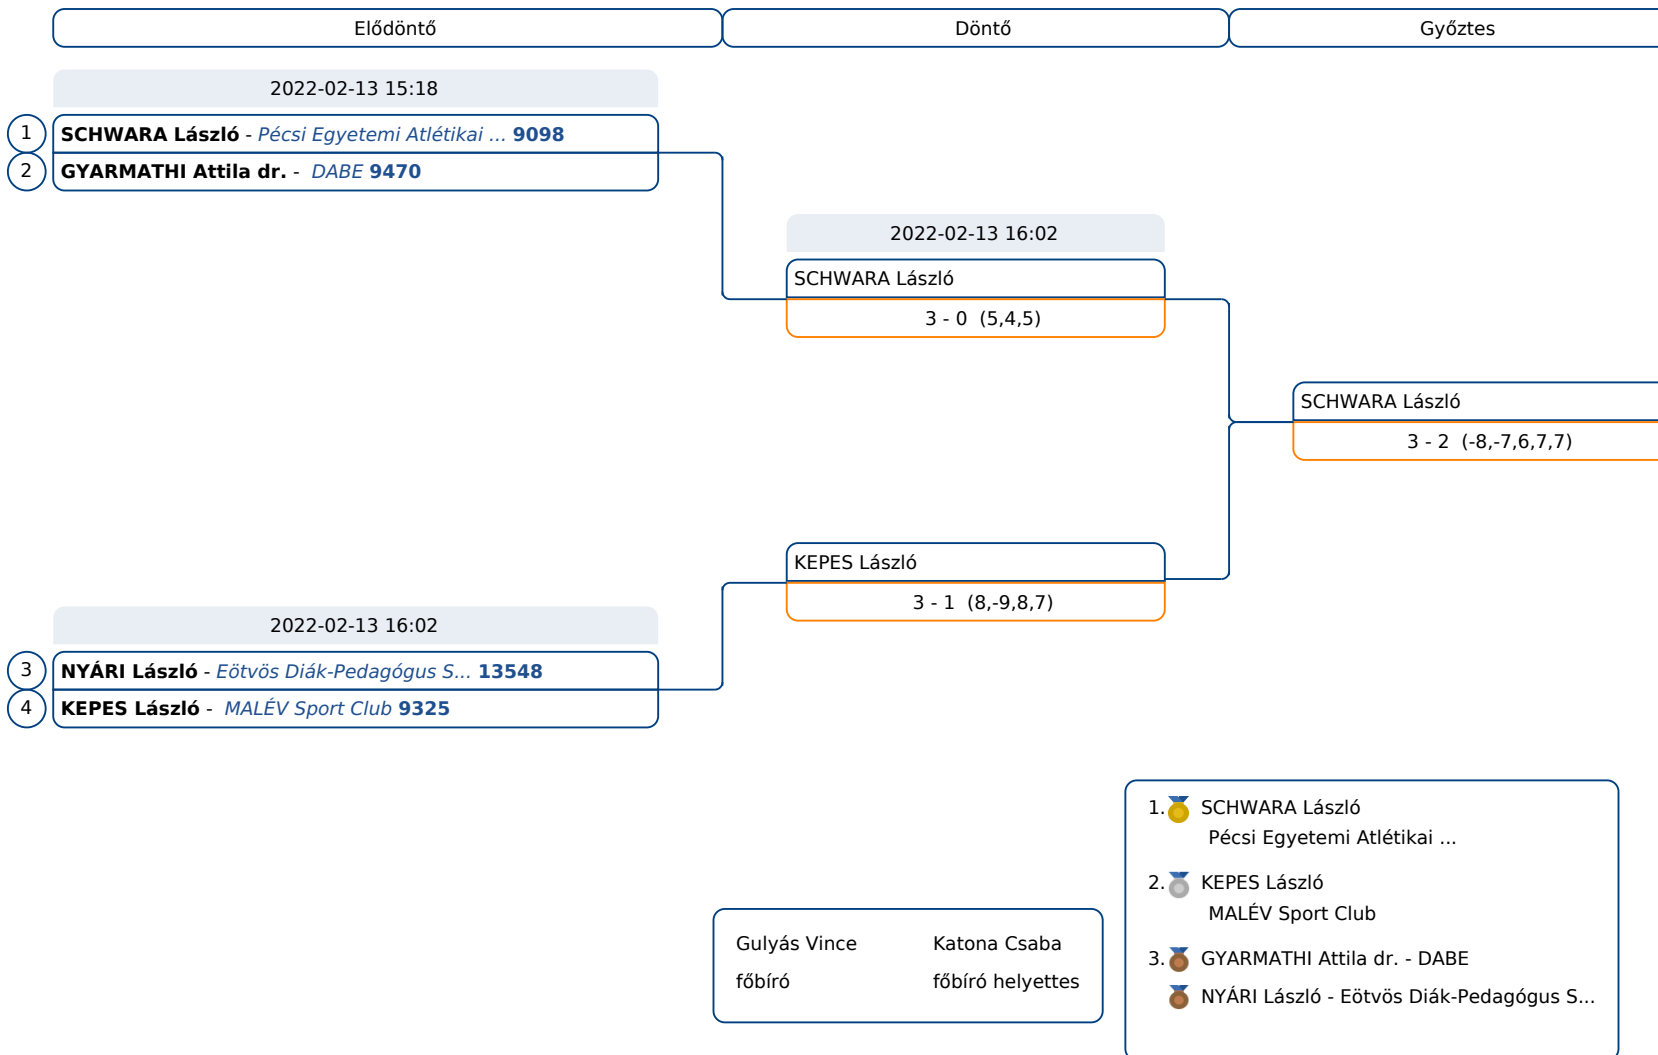 Elődöntő
Döntő
Győztes
2022-02-13 15:18
1
SCHWARA László - Pécsi Egyetemi Atlétikai ... 9098
2
GYARMATHI Attila dr. - DABE 9470
2022-02-13 16:02
SCHWARA László
3 - 0 (5,4,5)
SCHWARA László
3 - 2 (-8,-7,6,7,7)
KEPES László
3 - 1 (8,-9,8,7)
2022-02-13 16:02
3
NYÁRI László - Eötvös Diák-Pedagógus S... 13548
4
KEPES László - MALÉV Sport Club 9325
1. SCHWARA László
Pécsi Egyetemi Atlétikai ...
2. KEPES László
MALÉV Sport Club
3. GYARMATHI Attila dr. - DABE
NYÁRI László - Eötvös Diák-Pedagógus S...
Gulyás Vince
Katona Csaba
főbíró
főbíró helyettes